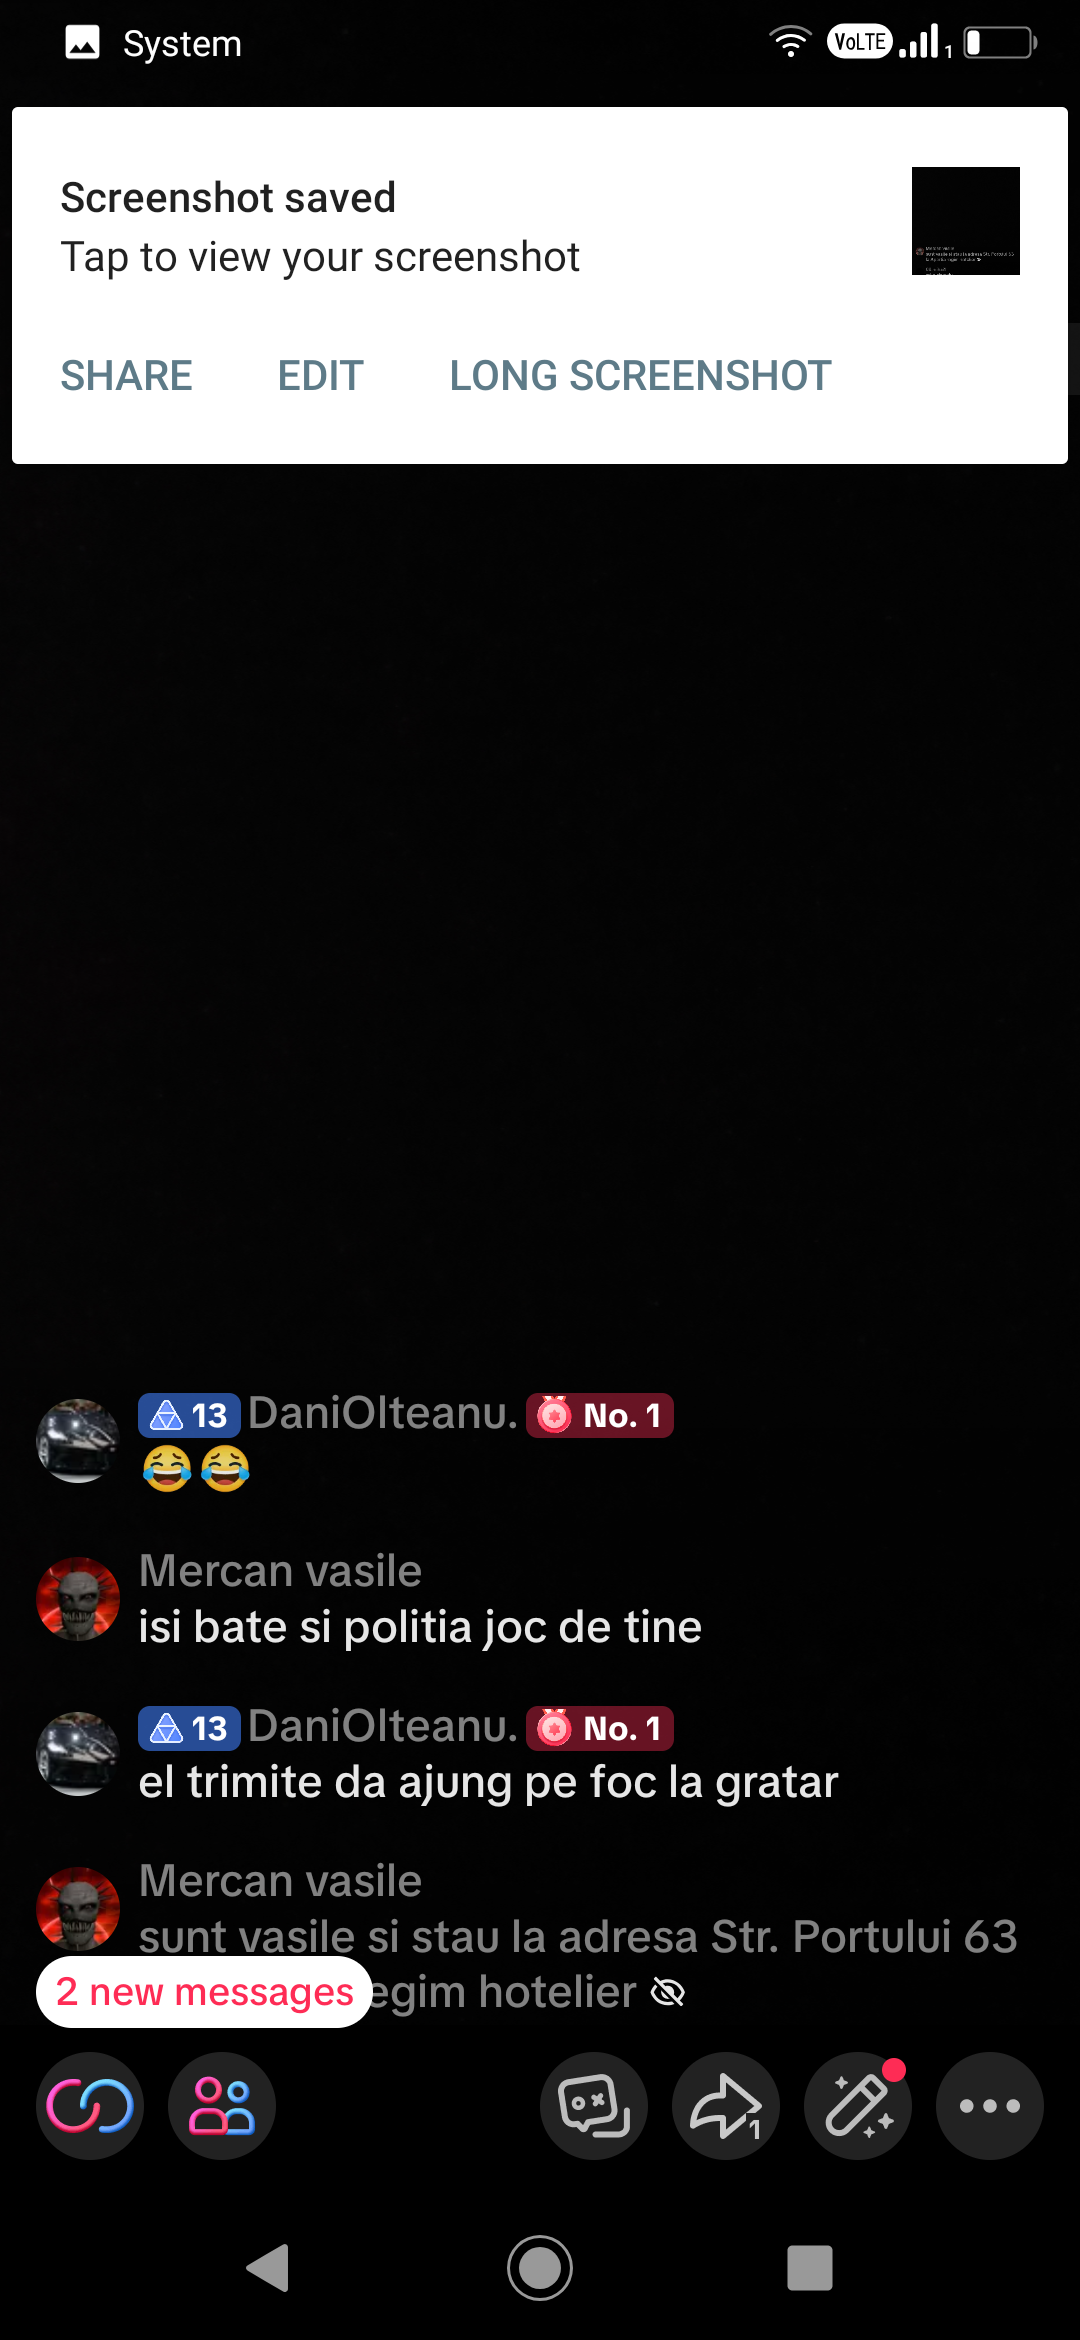 System
VoLTE
1
Screenshot saved
Tap to view your screenshot
SHARE EDIT LONG SCREENSHOT
13 DaniOlteanu. No. 1
😂😂
Mercan vasile
isi bate si politia joc de tine
13 DaniOlteanu. No. 1
el trimite da ajung pe foc la gratar
Mercan vasile
sunt vasile si stau la adresa Str. Portului 63
2 new messages egim hotelier
1